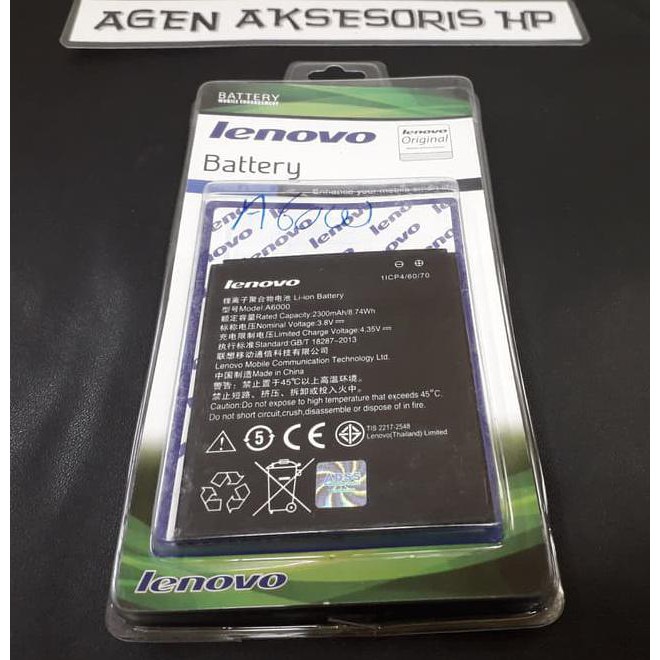 AGEN AKSESORIS HP
BATTERY
MOBILE ENHANCEMENT
lenovo
lenovo
Original
Battery
Enhance your mobile
A6000
lenovo
1ICP4/60/70
锂离子聚合物电池 Li-ion Battery
型号Model:A6000
额定容量Rated Capacity:2300mAh/8.74Wh
标称电压Nominal Voltage:3.8V
充电限制电压Limited Charge Voltage:4.35V
执行标准Standard:GB/T 18287-2013
联想移动通信科技有限公司
Lenovo Mobile Communication Technology Ltd.
中国制造Made in China
警告：禁止置于45℃以上高温环境。
禁止短路、挤压、拆卸或投入火中。
Caution:Do not expose to high temperature that exceeds 45℃
Do not short circuit,crush,disassemble or dispose of in fire.
5 CE
TIS 2217-2548
Lenovo(Thailand) Limited
lenovo